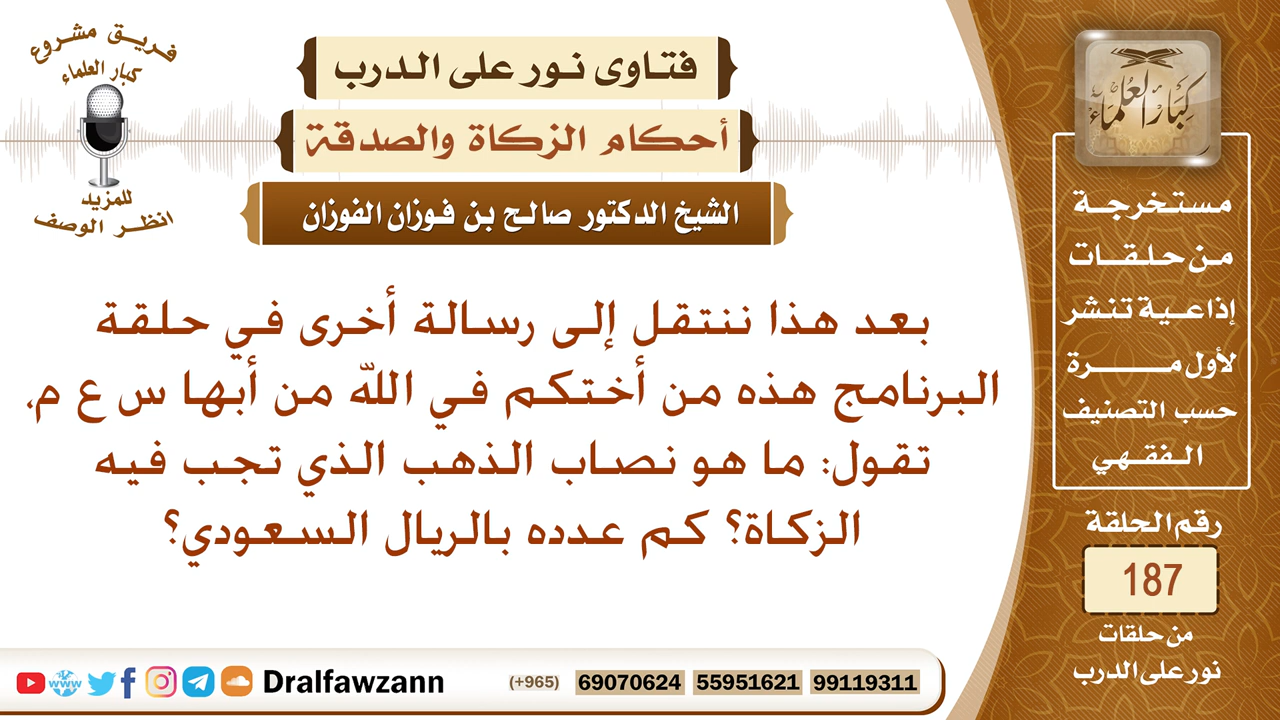 فريق مشروع
كبار العلماء
للمزيد
انظر الوصف
فتاوى نور على الدرب
أحكام الزكاة والصدقة
الشيخ الدكتور صالح بن فوزان الفوزان
بعد هذا ننتقل إلى رسالة أخرى في حلقة
البرنامج هذه من أختكم في الله من أبها س ع م،
تقول: ما هو نصاب الذهب الذي تجب فيه
الزكاة؟ كم عدده بالريال السعودي؟
كبار العلماء
مستخرجة
من حلقات
إذاعية تنشر
لأول مرة
حسب التصنيف
الفقهي
رقم الحلقة
187
من حلقات
نور على الدرب
www
Dralfawzann (+965) 69070624 55951621 99119311